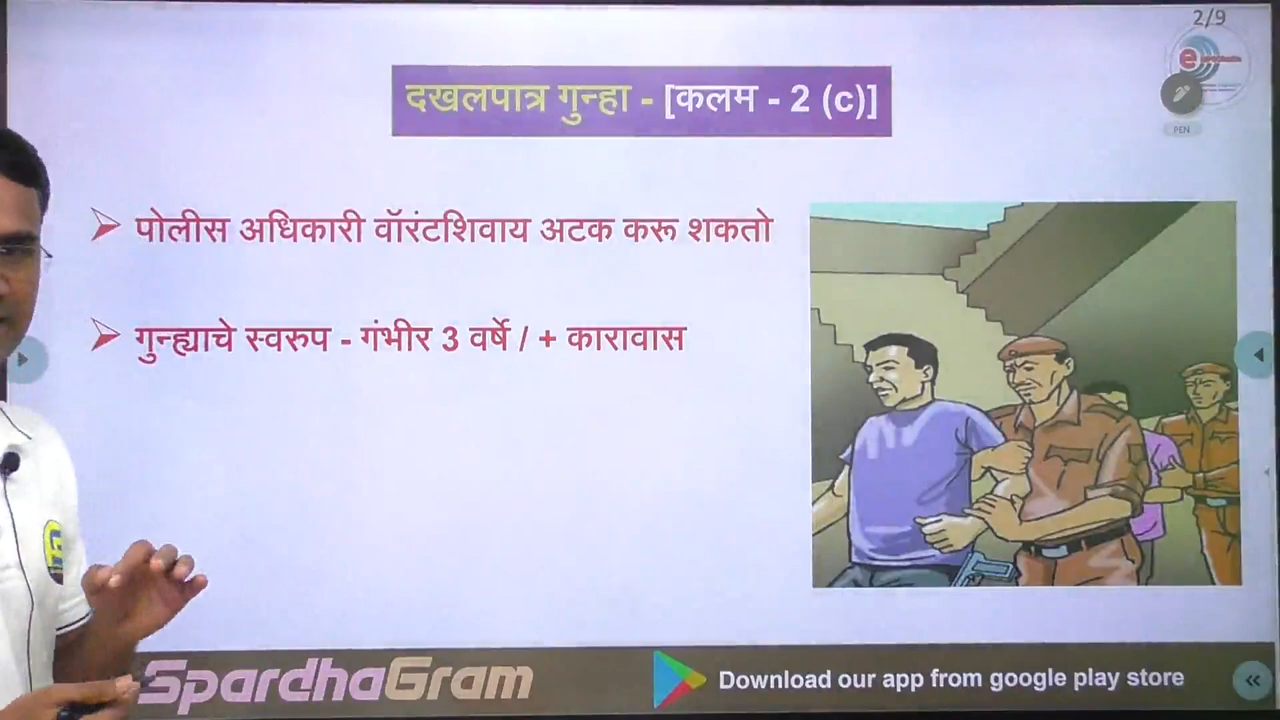 2/9
दखलपात्र गुन्हा - [कलम - 2 (c)]
PEN
पोलीस अधिकारी वॉरंटशिवाय अटक करू शकतो
गुन्ह्याचे स्वरुप - गंभीर 3 वर्षे / + कारावास
SpardhaGram
Download our app from google play store